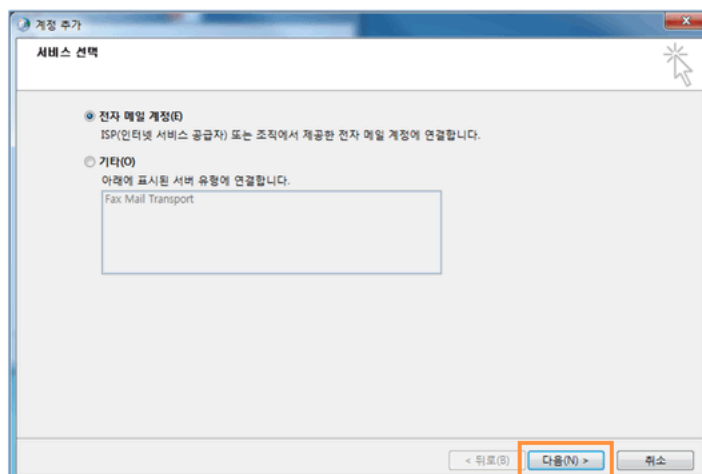 계정 추가
서비스 선택
전자 메일 계정(E)
ISP(인터넷 서비스 공급자) 또는 조직에서 제공한 전자 메일 계정에 연결합니다.
기타(O)
아래에 표시된 서버 유형에 연결합니다.
Fax Mail Transport
< 뒤로(B) 다음(N) > 취소